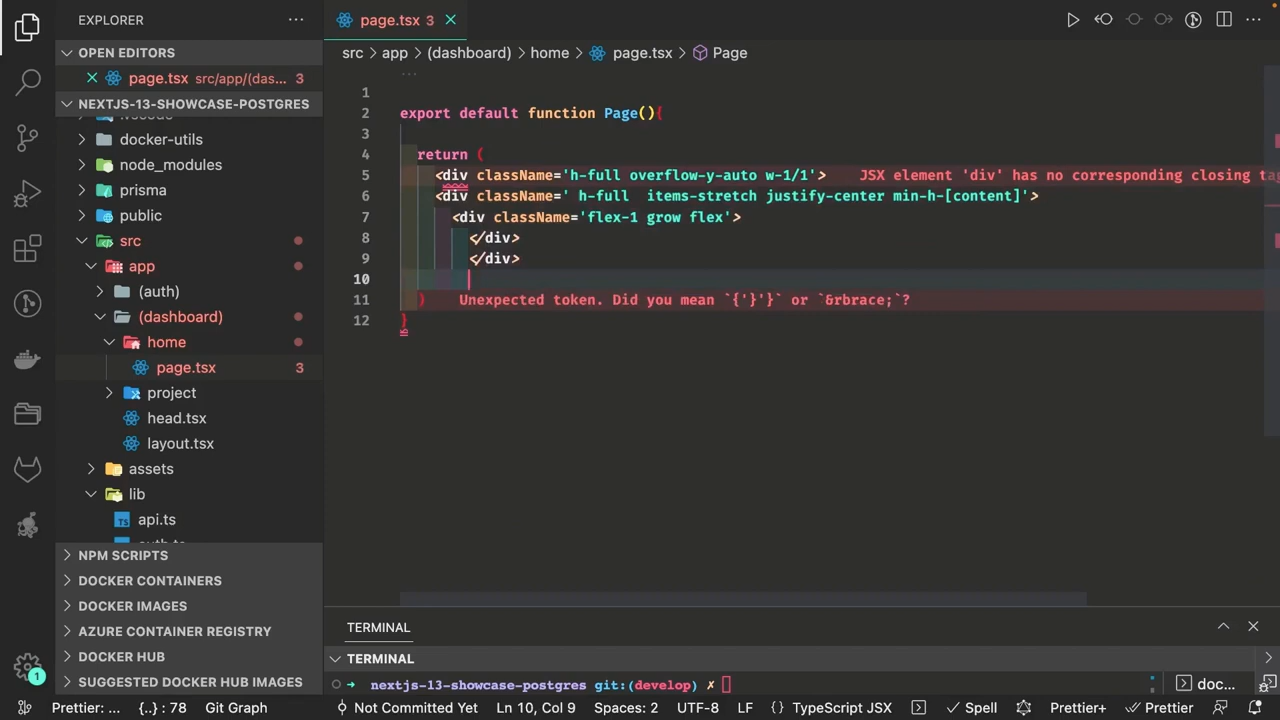 EXPLORER
page.tsx 3
OPEN EDITORS
src > app > (dashboard) > home > page.tsx > Page
page.tsx src/app/(das... 3
NEXTJS-13-SHOWCASE-POSTGRES
docker-utils
node_modules
prisma
public
src
app
(auth)
(dashboard)
home
page.tsx 3
project
head.tsx
layout.tsx
assets
lib
TS api.ts
NPM SCRIPTS
DOCKER CONTAINERS
DOCKER IMAGES
AZURE CONTAINER REGISTRY
DOCKER HUB
SUGGESTED DOCKER HUB IMAGES
1
1
2 export default function Page(){
3
4 return (
5 <div className='h-full overflow-y-auto w-1/1'> JSX element 'div' has no corresponding closing ta
6 <div className=' h-full  items-stretch justify-center min-h-[content]'>
7 <div className='flex-1 grow flex'>
8 </div>
9 </div>
10
11 ) Unexpected token. Did you mean `{'}'}` or `&rbrace;`?
12 }
TERMINAL
TERMINAL
→ nextjs-13-showcase-postgres git:(develop) ✗
doc...
Prettier: ... {..} : 78 Git Graph Not Committed Yet Ln 10, Col 9 Spaces: 2 UTF-8 LF {} TypeScript JSX Spell Prettier+ Prettier